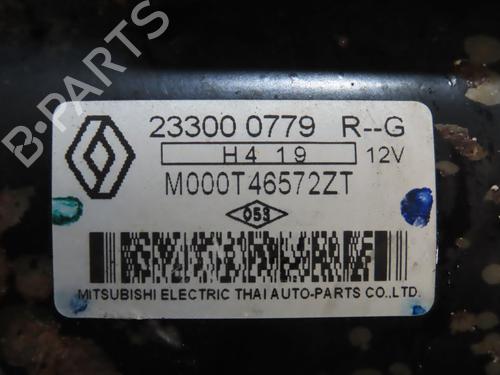 B-PARTS
23300 0779 R--G
H4 19 12V
M000T46572ZT
053
MITSUBISHI ELECTRIC THAI AUTO-PARTS CO.,LTD.